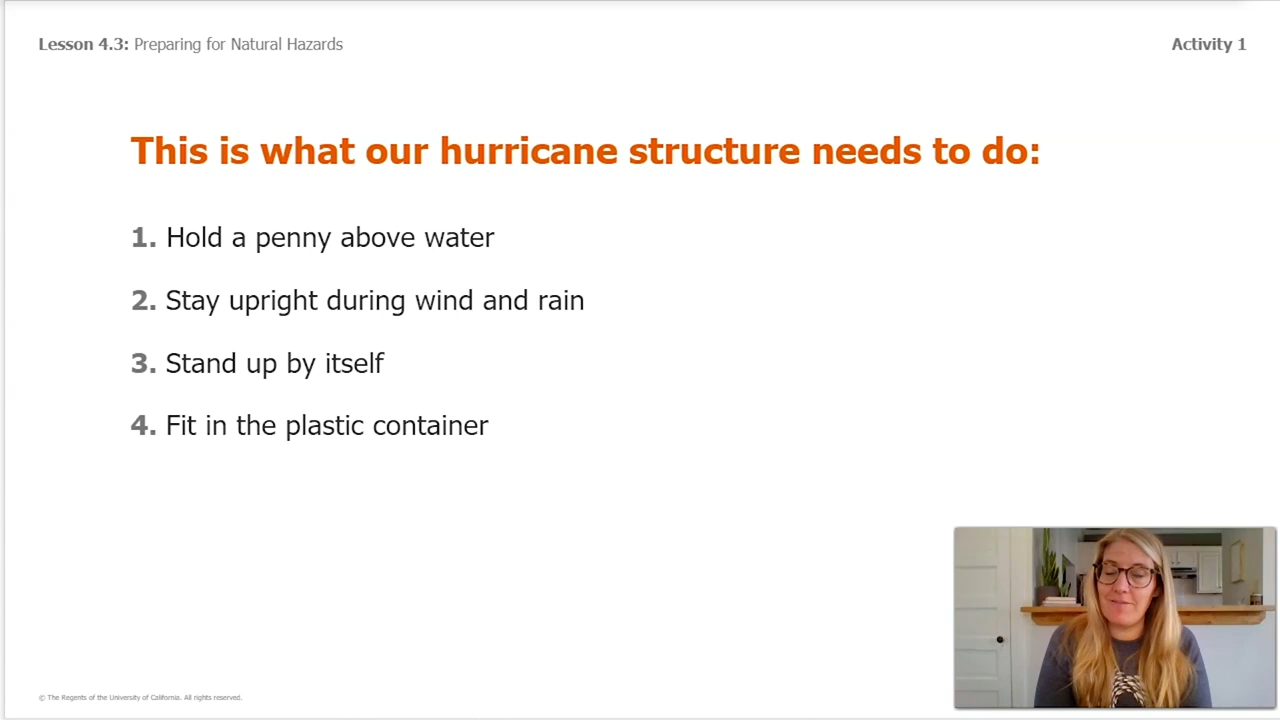 Lesson 4.3: Preparing for Natural Hazards
Activity 1
This is what our hurricane structure needs to do:
1. Hold a penny above water
2. Stay upright during wind and rain
3. Stand up by itself
4. Fit in the plastic container
© The Regents of the University of California. All rights reserved.